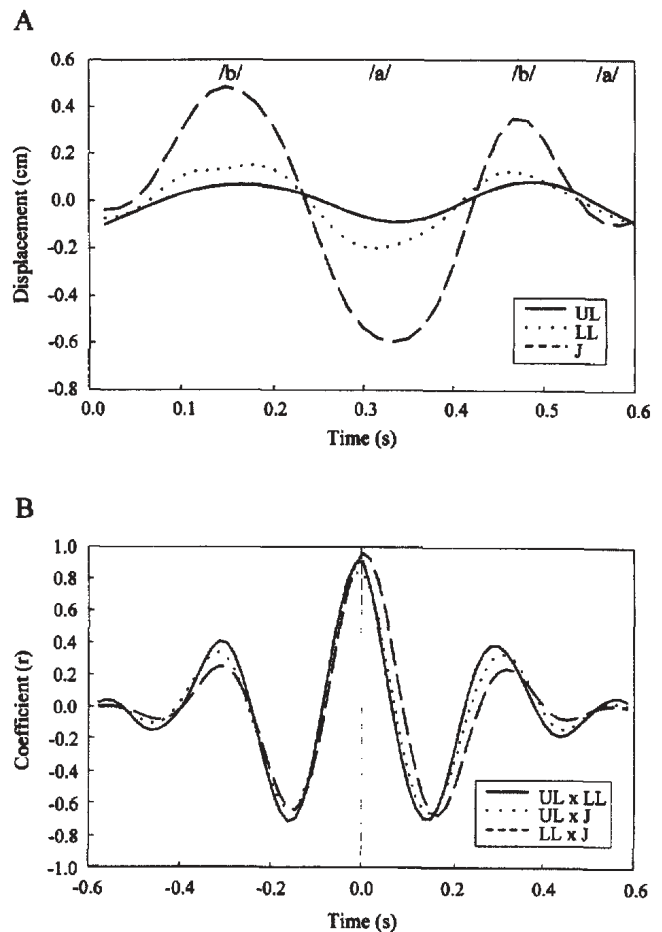 A
/b/ /a/ /b/ /a/
0.6
0.4
0.2
0.0
-0.2
-0.4
-0.6
-0.8
Displacement (cm)
UL
LL
J
0.0 0.1 0.2 0.3 0.4 0.5 0.6
Time (s)
B
1.0
0.8
0.6
0.4
0.2
0.0
-0.2
-0.4
-0.6
-0.8
-1.0
Coefficient (r)
UL x LL
UL x J
LL x J
-0.6 -0.4 -0.2 0.0 0.2 0.4 0.6
Time (s)